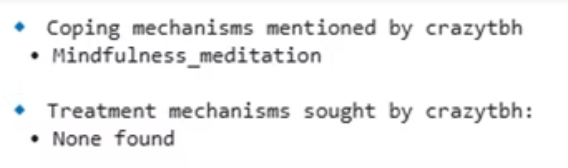 🔹 Coping mechanisms mentioned by crazytbh
• Mindfulness_meditation
🔹 Treatment mechanisms sought by crazytbh:
• None found